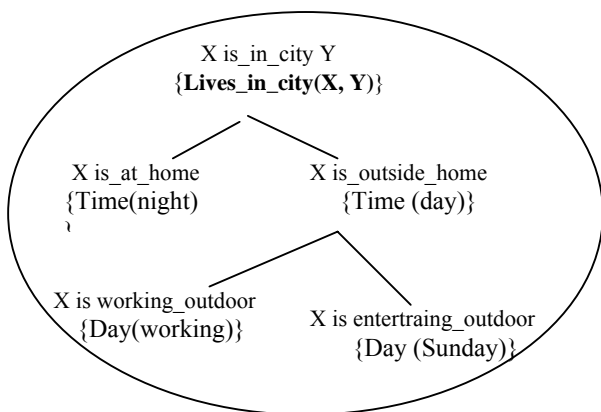 X is_in_city Y
{Lives_in_city(X, Y)}
X is_at_home
{Time(night)
}
X is_outside_home
{Time (day)}
X is working_outdoor
{Day(working)}
X is entertraing_outdoor
{Day (Sunday)}